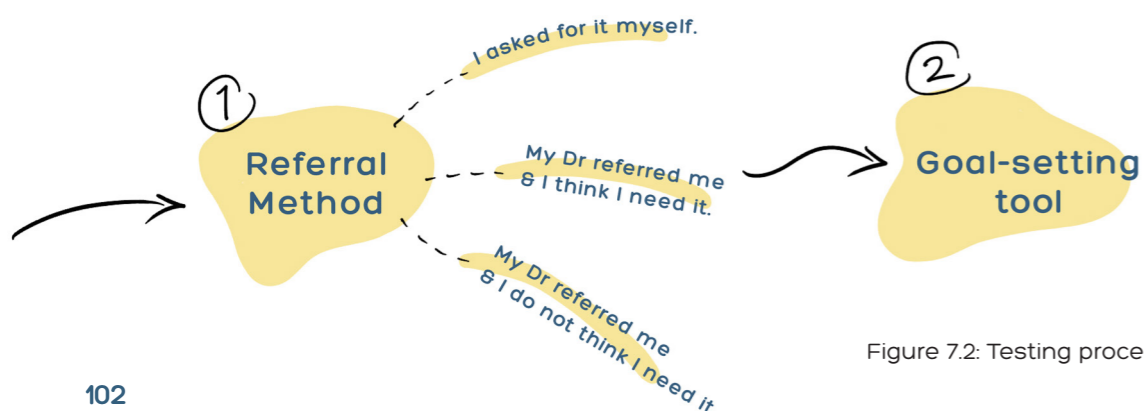 I asked for it myself.
1
Referral
Method
My Dr referred me
& I think I need it.
My Dr referred me
& I do not think I need it
2
Goal-setting
tool
Figure 7.2: Testing proce
102